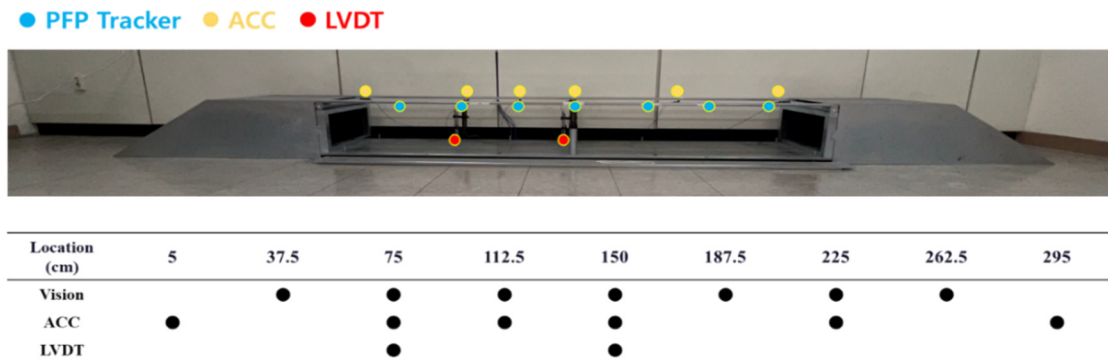 PFP Tracker ACC LVDT
Location (cm) 5 37.5 75 112.5 150 187.5 225 262.5 295
Vision ● ● ● ● ● ● ●
ACC ● ● ● ● ● ●
LVDT ● ●